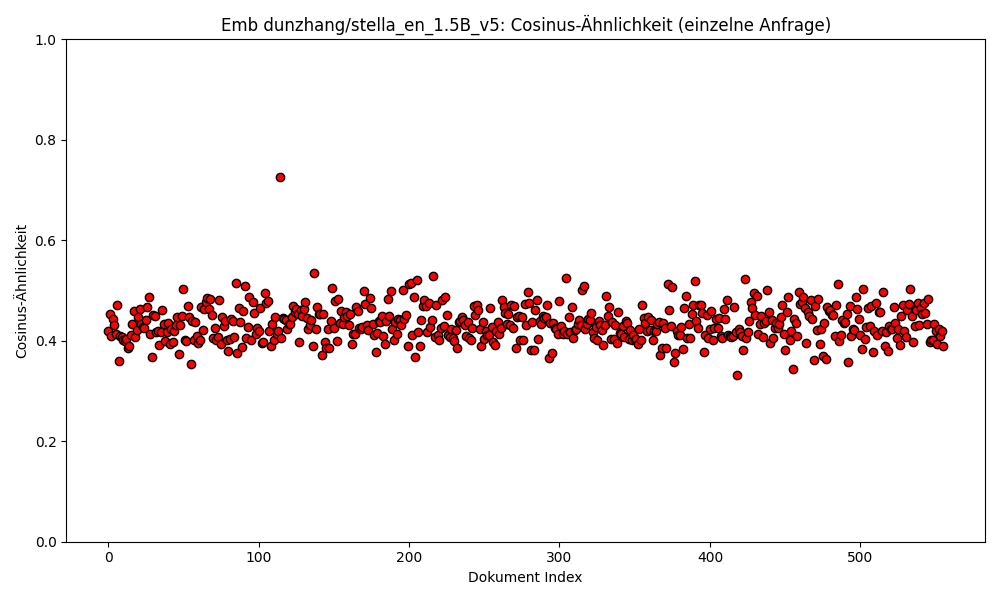 Emb dunzhang/stella_en_1.5B_v5: Cosinus-Ähnlichkeit (einzelne Anfrage)
1.0
0.8
0.6
0.4
0.2
0.0
Cosinus-Ähnlichkeit
0 100 200 300 400 500
Dokument Index